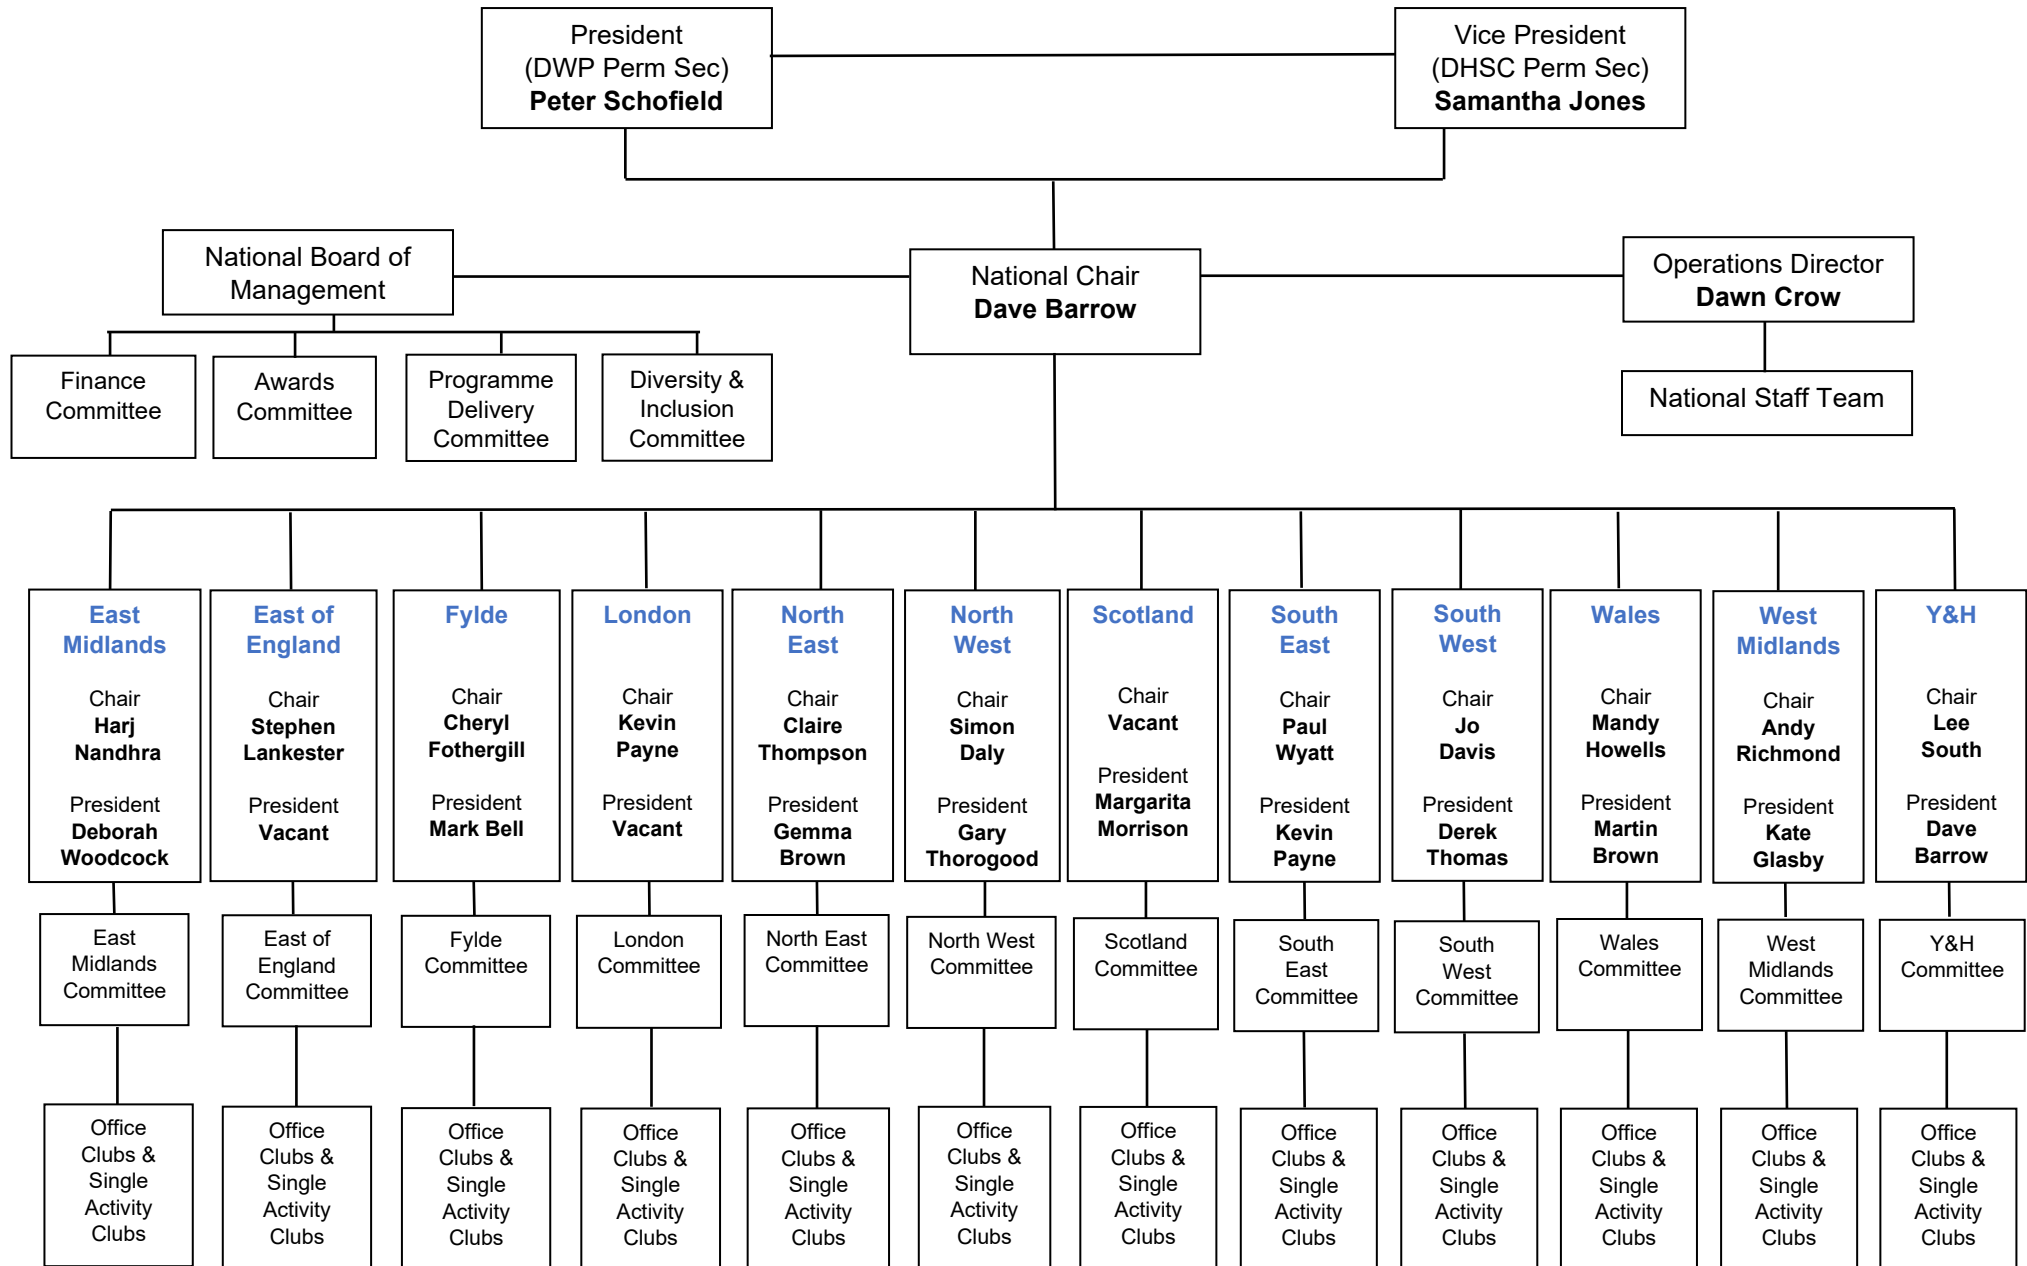 President
(DWP Perm Sec)
Peter Schofield
Vice President
(DHSC Perm Sec)
Samantha Jones
National Board of
Management
National Chair
Dave Barrow
Operations Director
Dawn Crow
Finance
Committee
Awards
Committee
Programme
Delivery
Committee
Diversity &
Inclusion
Committee
National Staff Team
East
Midlands
Chair
Harj
Nandhra
President
Deborah
Woodcock
East of
England
Chair
Stephen
Lankester
President
Vacant
Fylde
Chair
Cheryl
Fothergill
President
Mark Bell
London
Chair
Kevin
Payne
President
Vacant
North
East
Chair
Claire
Thompson
President
Gemma
Brown
North
West
Chair
Simon
Daly
President
Gary
Thorogood
Scotland
Chair
Vacant
President
Margarita
Morrison
South
East
Chair
Paul
Wyatt
President
Kevin
Payne
South
West
Chair
Jo
Davis
President
Derek
Thomas
Wales
Chair
Mandy
Howells
President
Martin
Brown
West
Midlands
Chair
Andy
Richmond
President
Kate
Glasby
Y&H
Chair
Lee
South
President
Dave
Barrow
East
Midlands
Committee
East of
England
Committee
Fylde
Committee
London
Committee
North East
Committee
North West
Committee
Scotland
Committee
South
East
Committee
South
West
Committee
Wales
Committee
West
Midlands
Committee
Y&H
Committee
Office
Clubs &
Single
Activity
Clubs
Office
Clubs &
Single
Activity
Clubs
Office
Clubs &
Single
Activity
Clubs
Office
Clubs &
Single
Activity
Clubs
Office
Clubs &
Single
Activity
Clubs
Office
Clubs &
Single
Activity
Clubs
Office
Clubs &
Single
Activity
Clubs
Office
Clubs &
Single
Activity
Clubs
Office
Clubs &
Single
Activity
Clubs
Office
Clubs &
Single
Activity
Clubs
Office
Clubs &
Single
Activity
Clubs
Office
Clubs &
Single
Activity
Clubs